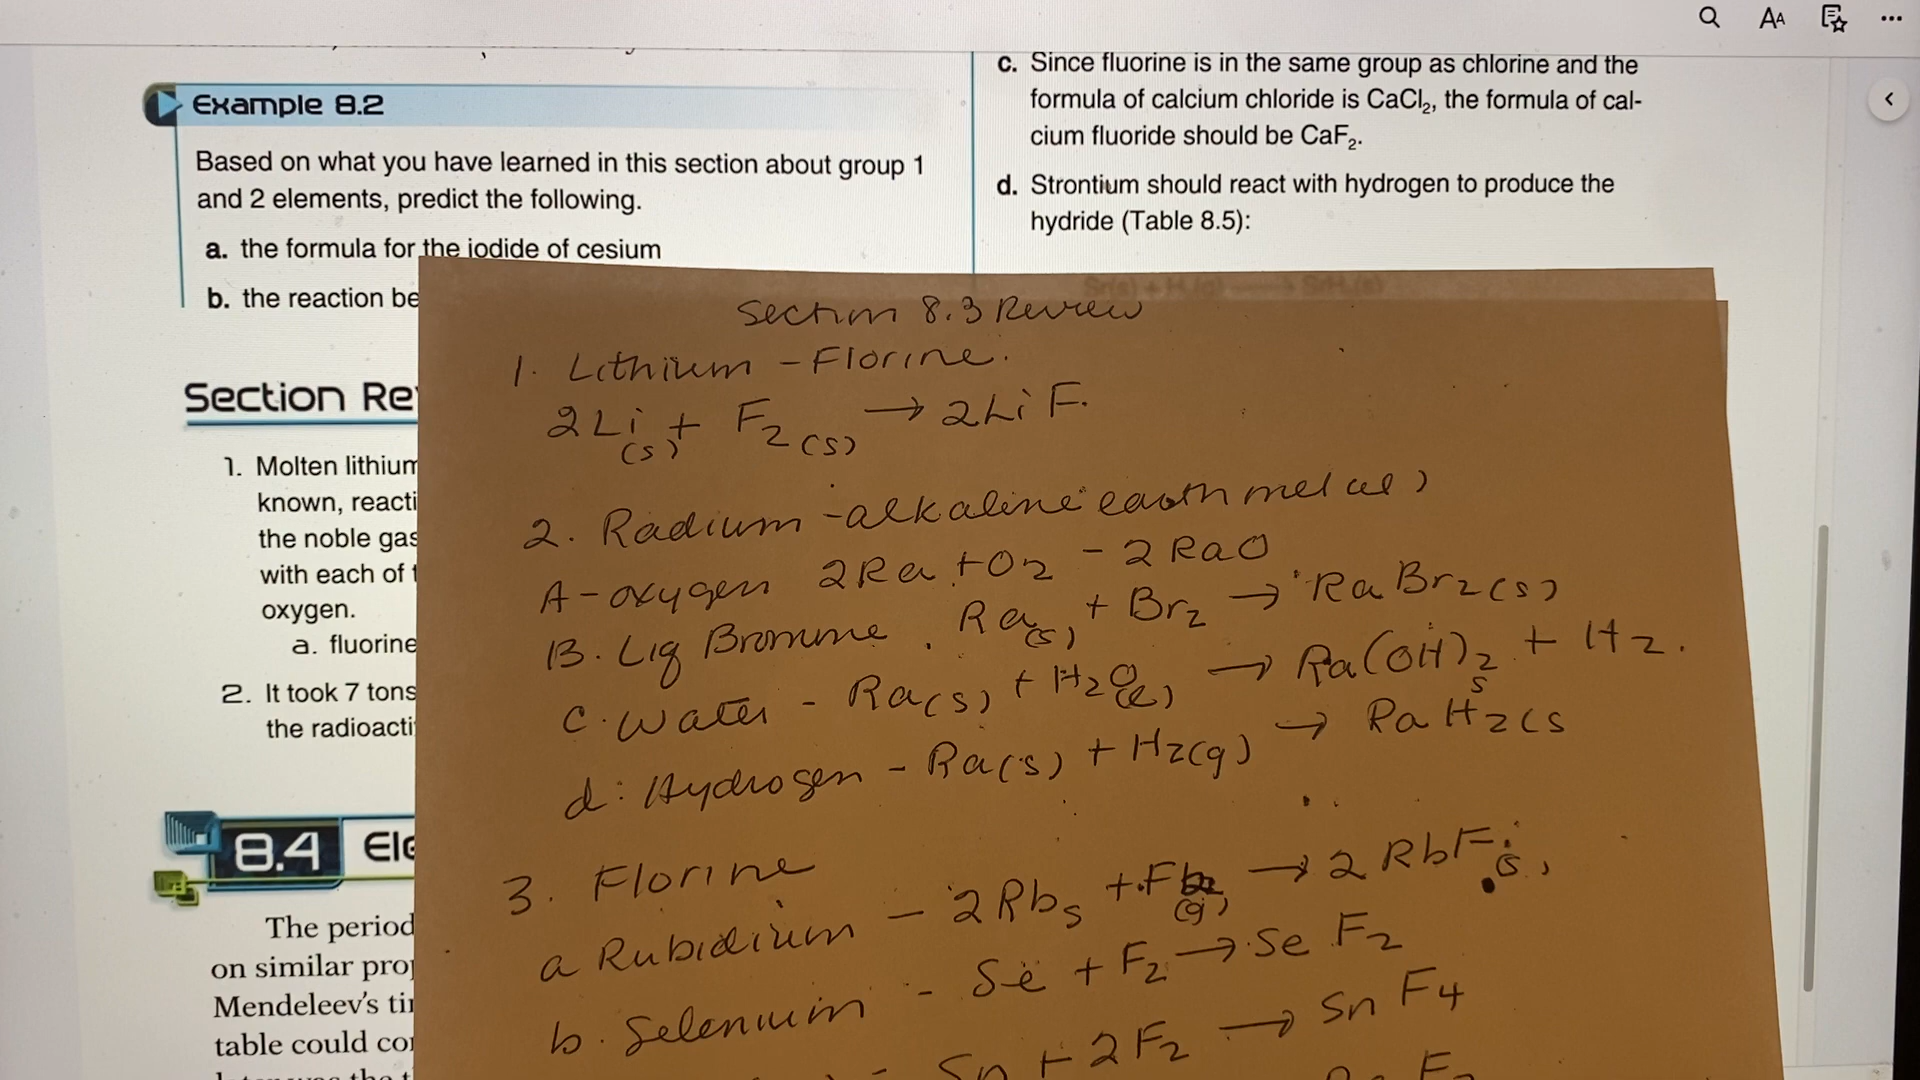 Example 8.2
Based on what you have learned in this section about group 1
and 2 elements, predict the following.
a. the formula for the iodide of cesium
b. the reaction be
Section Re
1. Molten lithium
known, reacti
the noble gas
with each of
oxygen.
a. fluorine
2. It took 7 tons
the radioacti
8.4 Ele
The period
on similar prop
Mendeleev's ti
table could co
c. Since fluorine is in the same group as chlorine and the
formula of calcium chloride is CaCl₂, the formula of cal-
cium fluoride should be CaF₂.
d. Strontium should react with hydrogen to produce the
hydride (Table 8.5):
Section 8.3 Review
1. Lithium - Florine.
2Li(s) + F₂(s) → 2LiF.
2. Radium - alkaline earth metal)
A - oxygen 2Ra + O₂ - 2RaO
B. Liq Bromine . Ra(s) + Br₂ → RaBr₂(s)
C. Water - Ra(s) + H₂O(l) → Ra(OH)₂ s + H₂.
d: Hydrogen - Ra(s) + H₂(g) → RaH₂(s
3. Florine
a Rubidium - 2Rb s + F₂(g) → 2RbF(s)
b. Selenium - Se + F₂ → SeF₂
- Sn + 2F₂ → SnF₄